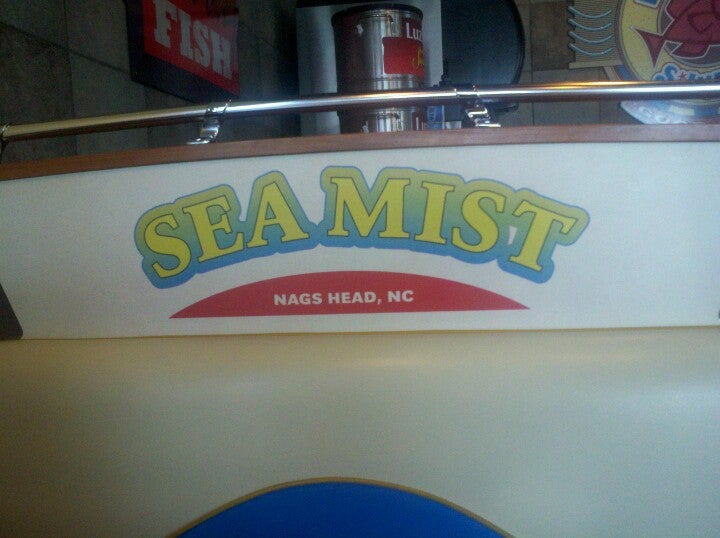 FISH
SEA MIST
NAGS HEAD, NC